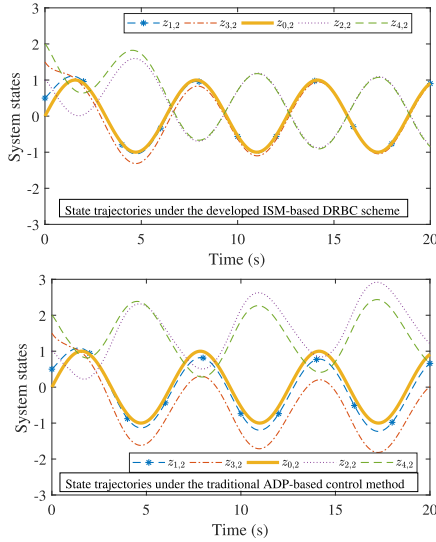 z1,2 z3,2 z0,2 z2,2 z4,2
3
2
1
0
-1
-2
-3
System states
State trajectories under the developed ISM-based DRBC scheme
0 5 10 15 20
Time (s)
3
2
1
0
-1
-2
-3
System states
z1,2 z3,2 z0,2 z2,2 z4,2
State trajectories under the traditional ADP-based control method
0 5 10 15 20
Time (s)